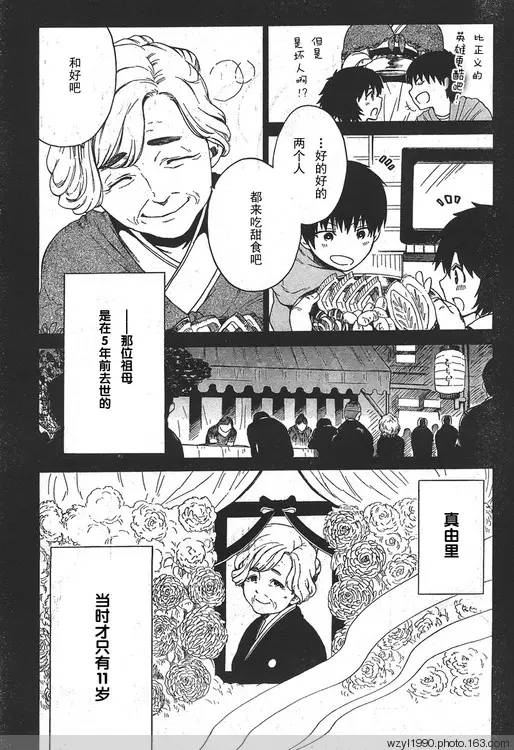 比正义的
英雄更酷吧！
但是
是坏人啊!?
…好的好的
两个人
都来吃甜食吧
和好吧
——那位祖母
是在5年前去世的
真由里
当时才只有11岁
wzyl1990.photo.163.com